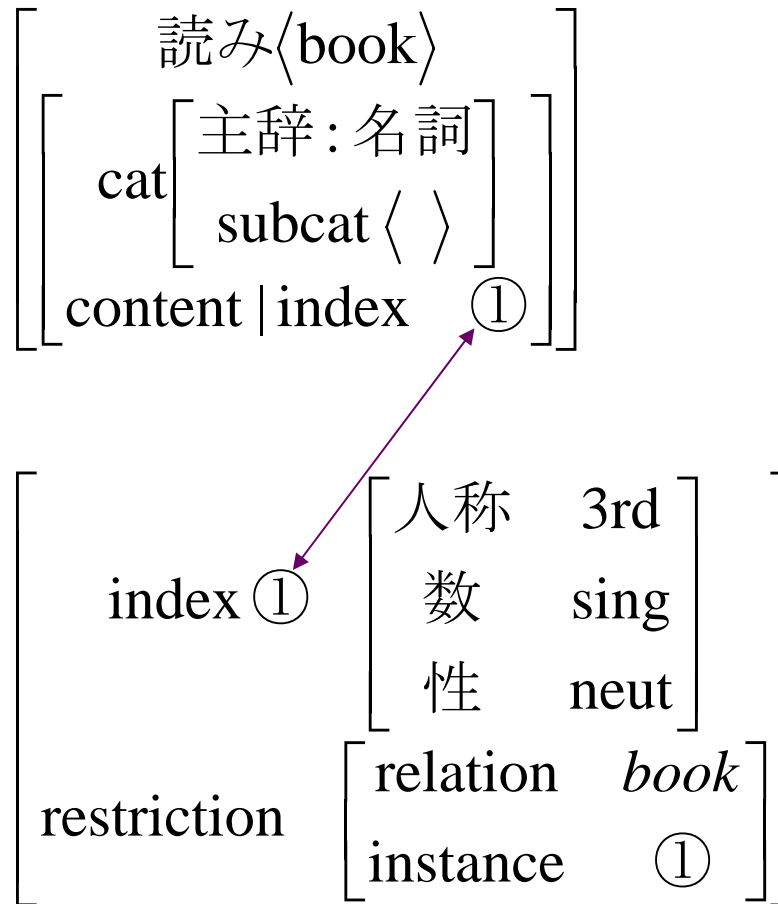 読み〈book〉
主辞 : 名詞
cat
subcat〈 〉
content | index ①
人称 3rd
index ① 数 sing
性 neut
relation book
restriction
instance ①